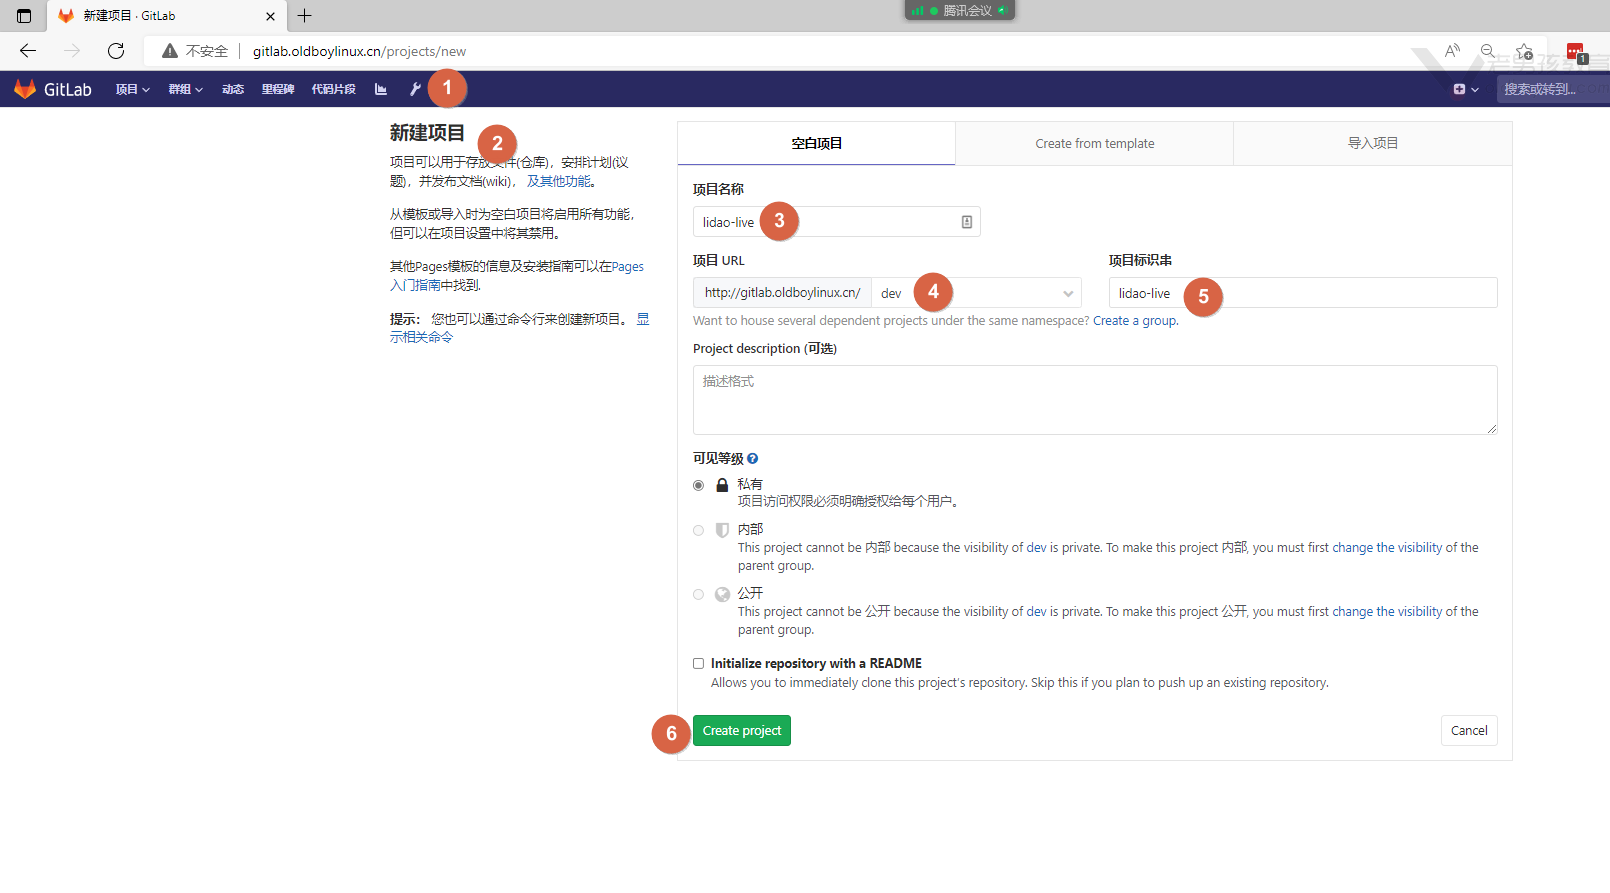 新建项目 · GitLab
腾讯会议
不安全
gitlab.oldboylinux.cn/projects/new
1
GitLab
项目
群组
动态
里程碑
代码片段
1
搜索或转到...
新建项目
2
项目可以用于存放文件(仓库)，安排计划(议
题)，并发布文档(wiki)， 及其他功能。
从模板或导入时为空白项目将启用所有功能，
但可以在项目设置中将其禁用。
其他Pages模板的信息及安装指南可以在Pages
入门指南中找到.
提示： 您也可以通过命令行来创建新项目。 显
示相关命令
空白项目
Create from template
导入项目
项目名称
lidao-live
3
项目 URL
项目标识串
http://gitlab.oldboylinux.cn/
dev
4
lidao-live
5
Want to house several dependent projects under the same namespace? Create a group.
Project description (可选)
描述格式
可见等级
私有
项目访问权限必须明确授权给每个用户。
内部
This project cannot be 内部 because the visibility of dev is private. To make this project 内部, you must first change the visibility of the
parent group.
公开
This project cannot be 公开 because the visibility of dev is private. To make this project 公开, you must first change the visibility of the
parent group.
Initialize repository with a README
Allows you to immediately clone this project's repository. Skip this if you plan to push up an existing repository.
6
Create project
Cancel